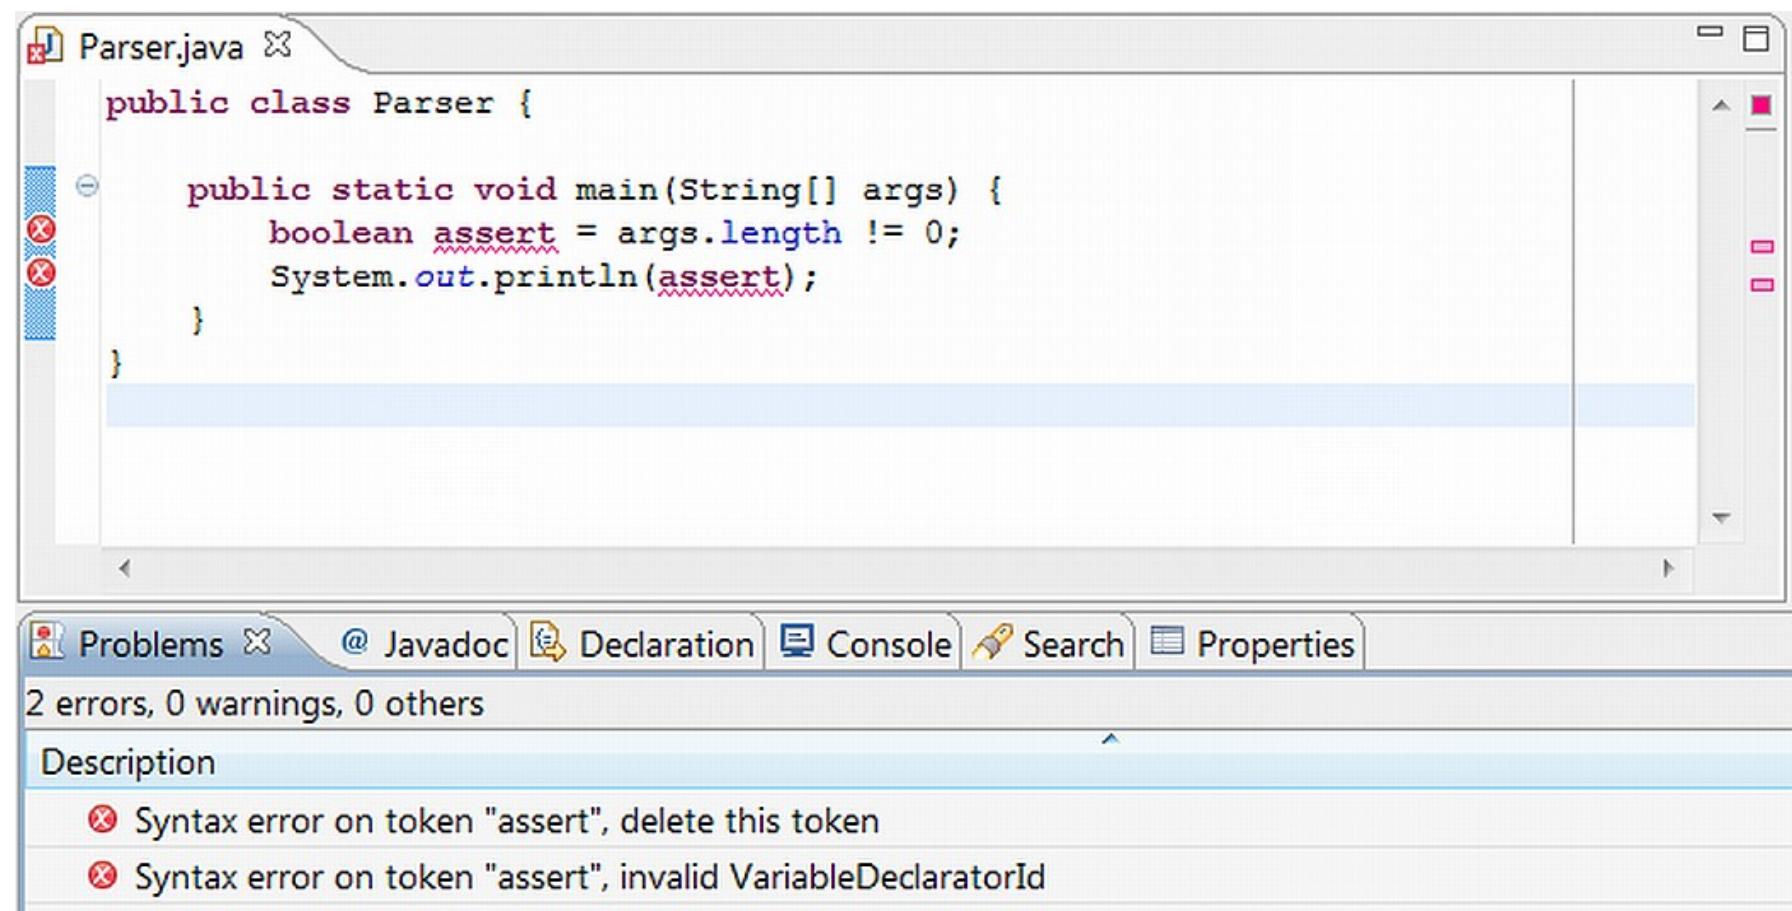 Parser.java
public class Parser {
public static void main(String[] args) {
boolean assert = args.length != 0;
System.out.println(assert);
}
}
Problems @ Javadoc Declaration Console Search Properties
2 errors, 0 warnings, 0 others
Description
Syntax error on token "assert", delete this token
Syntax error on token "assert", invalid VariableDeclaratorId